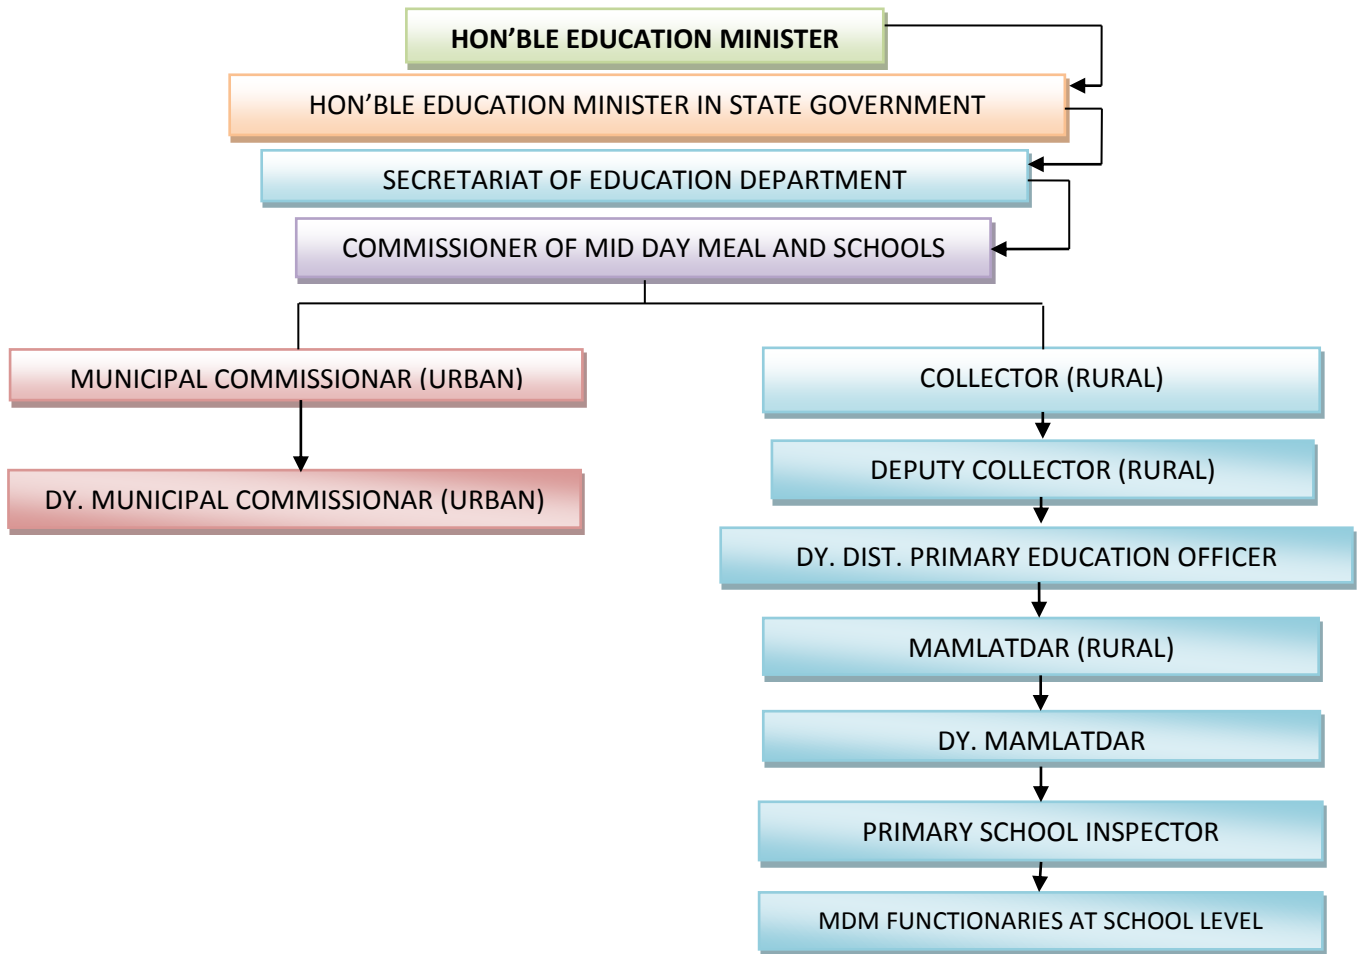 HON’BLE EDUCATION MINISTER
HON’BLE EDUCATION MINISTER IN STATE GOVERNMENT
SECRETARIAT OF EDUCATION DEPARTMENT
COMMISSIONER OF MID DAY MEAL AND SCHOOLS
MUNICIPAL COMMISSIONAR (URBAN)
DY. MUNICIPAL COMMISSIONAR (URBAN)
COLLECTOR (RURAL)
DEPUTY COLLECTOR (RURAL)
DY. DIST. PRIMARY EDUCATION OFFICER
MAMLATDAR (RURAL)
DY. MAMLATDAR
PRIMARY SCHOOL INSPECTOR
MDM FUNCTIONARIES AT SCHOOL LEVEL